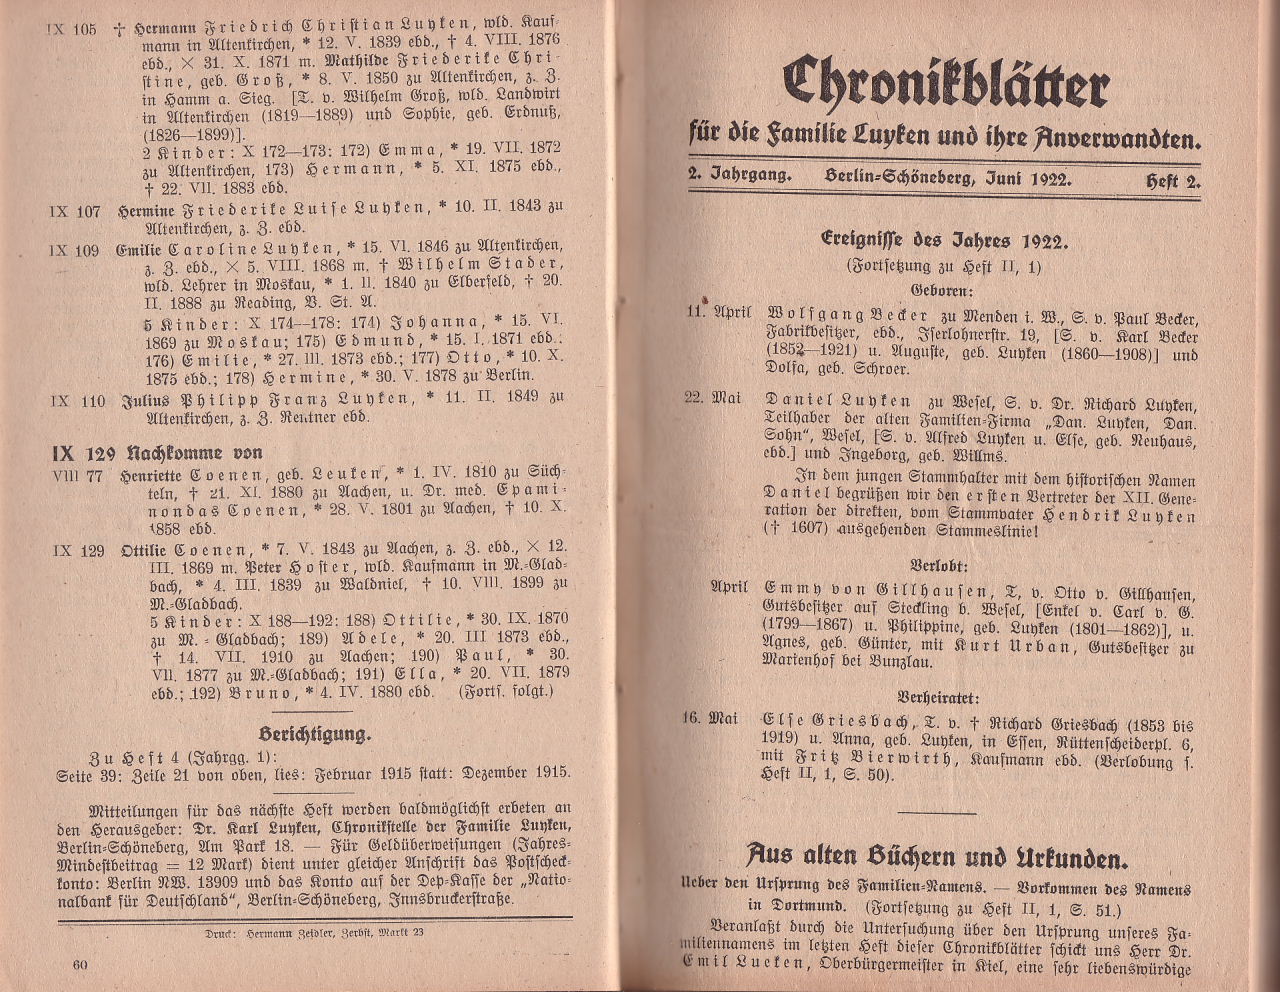 IX 105 † Hermann Friedrich Christian Luyken, wld. Kauf-
mann in Altenkirchen, * 12. V. 1839 ebd., † 4. VIII. 1876
ebd., × 31. X. 1871 m. Mathilde Friederike Chri-
stine, geb. Groß, * 8. V. 1850 zu Altenkirchen, z. Z.
in Hamm a. Sieg. [T. v. Wilhelm Groß, wld. Landwirt
in Altenkirchen (1819—1889) und Sophie, geb. Erdnuß,
(1826—1899)].
2 Kinder: X 172—173: 172) Emma, * 19. VII. 1872
zu Altenkirchen, 173) Hermann, * 5. XI. 1875 ebd.,
† 22. VII. 1883 ebd.
IX 107 Hermine Friederike Luise Luyken, * 10. II. 1843 zu
Altenkirchen, z. Z. ebd.
IX 109 Emilie Caroline Luyken, * 15. VI. 1846 zu Altenkirchen,
z. Z. ebd., × 5. VIII. 1868 m. † Wilhelm Stader,
wld. Lehrer in Moskau, * 1. II. 1840 zu Elberfeld, † 20.
II. 1888 zu Reading, V. St. A.
5 Kinder: X 174—178: 174) Johanna, * 15. VI.
1869 zu Moskau; 175) Edmund, * 15. I. 1871 ebd.;
176) Emilie, * 27. III. 1873 ebd.; 177) Otto, * 10. X.
1875 ebd.; 178) Hermine, * 30. V. 1878 zu Berlin.
IX 110 Julius Philipp Franz Luyken, * 11. II. 1849 zu
Altenkirchen, z. Z. Rentner ebd.
IX 129 Nachkomme von
VIII 77 Henriette Coenen, geb. Leuken, * 1. IV. 1810 zu Süch-
teln, † 21. XI. 1880 zu Aachen, u. Dr. med. Epami-
nondas Coenen, * 28. V. 1801 zu Aachen, † 10. X.
1858 ebd.
IX 129 Ottilie Coenen, * 7. V. 1843 zu Aachen, z. Z. ebd., × 12.
III. 1869 m. Peter Hoster, wld. Kaufmann in M.-Glad-
bach, * 4. III. 1839 zu Waldniel, † 10. VIII. 1899 zu
M.-Gladbach.
5 Kinder: X 188—192: 188) Ottilie, * 30. IX. 1870
zu M.-Gladbach; 189) Adele, * 20. III 1873 ebd.,
† 14. VII. 1910 zu Aachen; 190) Paul, * 30.
VII. 1877 zu M.-Gladbach; 191) Ella, * 20. VII. 1879
ebd.; 192) Bruno, * 4. IV. 1880 ebd. (Forts. folgt.)
Berichtigung.
Zu Heft 4 (Jahrgg. 1):
Seite 39: Zeile 21 von oben, lies: Februar 1915 statt: Dezember 1915.
Mitteilungen für das nächste Heft werden baldmöglichst erbeten an
den Herausgeber: Dr. Karl Luyken, Chronikstelle der Familie Luyken,
Berlin-Schöneberg, Am Park 18. — Für Geldüberweisungen (Jahres-
Mindestbeitrag = 12 Mark) dient unter gleicher Anschrift das Postscheck-
konto: Berlin NW. 13909 und das Konto auf der Dep-Kasse der „Natio-
nalbank für Deutschland“, Berlin-Schöneberg, Innsbruckerstraße.
Druck: Hermann Zeidler, Zerbst, Markt 23
60
Chronikblätter
für die Familie Luyken und ihre Anverwandten.
2. Jahrgang. Berlin-Schöneberg, Juni 1922. Heft 2.
Ereignisse des Jahres 1922.
(Fortsetzung zu Heft II, 1)
Geboren:
11. April Wolfgang Becker zu Menden i. W., S. v. Paul Becker,
Fabrikbesitzer, ebd., Iserlohnerstr. 19, [S. v. Karl Becker
(1852—1921) u. Auguste, geb. Luyken (1860—1908)] und
Dolfa, geb. Schroer.
22. Mai Daniel Luyken zu Wesel, S. v. Dr. Richard Luyken,
Teilhaber der alten Familien-Firma „Dan. Luyken, Dan.
Sohn“, Wesel, [S. v. Alfred Luyken u. Else, geb. Neuhaus,
ebd.] und Ingeborg, geb. Willms.
In dem jungen Stammhalter mit dem historischen Namen
Daniel begrüßen wir den ersten Vertreter der XII. Gene-
ration der direkten, vom Stammvater Hendrik Luyken
(† 1607) ausgehenden Stammeslinie!
Verlobt:
April Emmy von Gillhausen, T. v. Otto v. Gillhausen,
Gutsbesitzer auf Steckling b. Wesel, [Enkel v. Carl v. G.
(1799—1867) u. Philippine, geb. Luyken (1801—1862)], u.
Agnes, geb. Günter, mit Kurt Urban, Gutsbesitzer zu
Marienhof bei Bunzlau.
Verheiratet:
16. Mai Else Griesbach, T. v. † Richard Griesbach (1853 bis
1919) u. Anna, geb. Luyken, in Essen, Rüttenscheiderpl. 6,
mit Fritz Bierwirth, Kaufmann ebd. (Verlobung s.
Heft II, 1, S. 50).
Aus alten Büchern und Urkunden.
Ueber den Ursprung des Familien-Namens. — Vorkommen des Namens
in Dortmund. (Fortsetzung zu Heft II, 1, S. 51.)
Veranlaßt durch die Untersuchung über den Ursprung unseres Fa-
miliennamens im letzten Heft dieser Chronikblätter schickt uns Herr Dr.
Emil Lueken, Oberbürgermeister in Kiel, eine sehr liebenswürdige